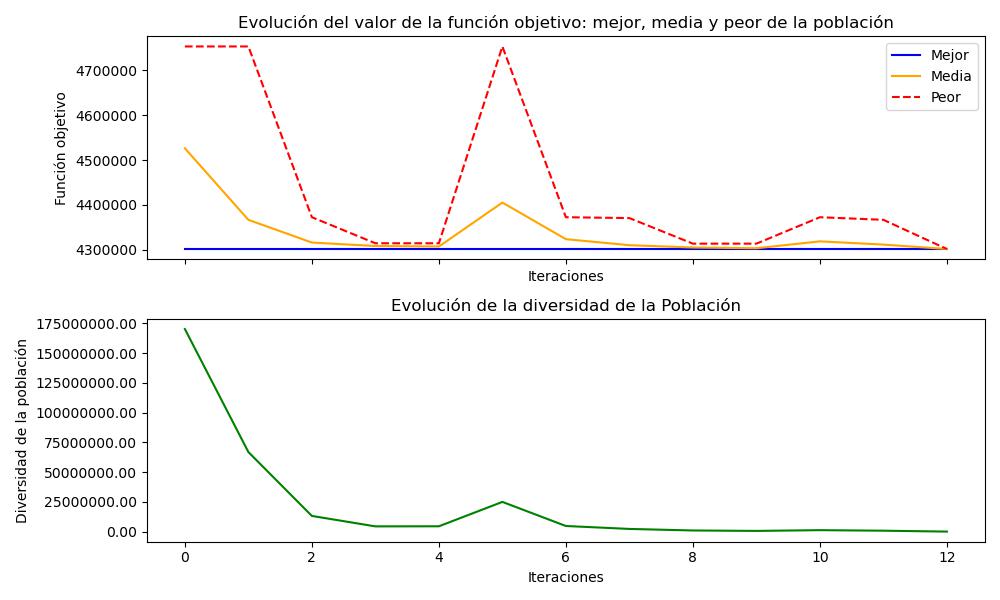 Evolución del valor de la función objetivo: mejor, media y peor de la población
Función objetivo
4700000
4600000
4500000
4400000
4300000
Mejor
Media
Peor
Iteraciones
Evolución de la diversidad de la Población
Diversidad de la población
175000000.00
150000000.00
125000000.00
100000000.00
75000000.00
50000000.00
25000000.00
0.00
0 2 4 6 8 10 12
Iteraciones